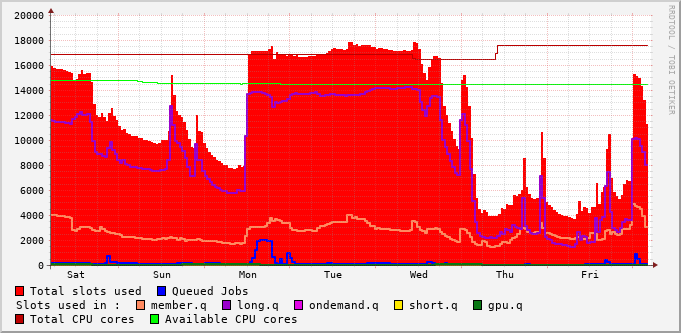 20000
18000
16000
14000
12000
10000
8000
6000
4000
2000
0
Sat Sun Mon Tue Wed Thu Fri
RRDTOOL / TOBI OETIKER
Total slots used Queued Jobs
Slots used in : member.q long.q ondemand.q short.q gpu.q
Total CPU cores Available CPU cores